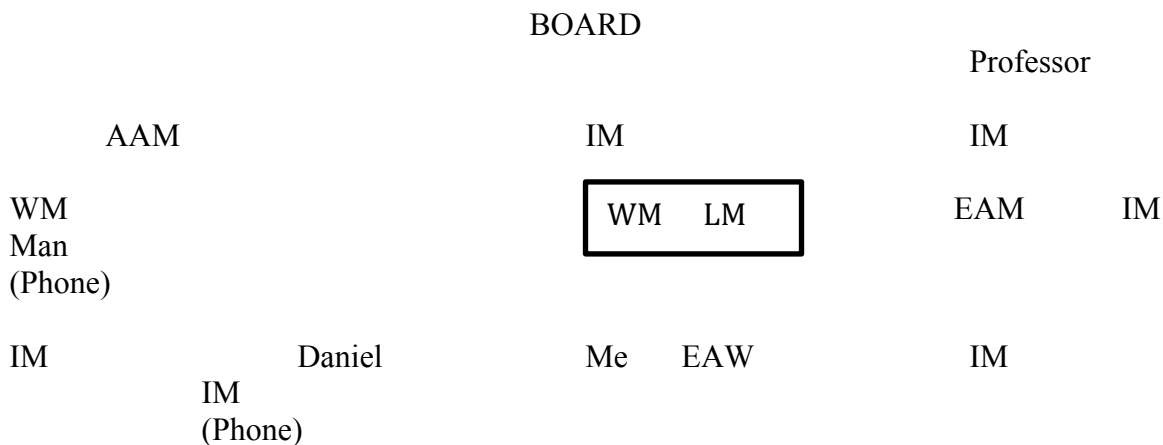 BOARD
Professor
AAM IM IM
WM WM LM EAM IM
Man
(Phone)
IM Daniel Me EAW IM
IM
(Phone)